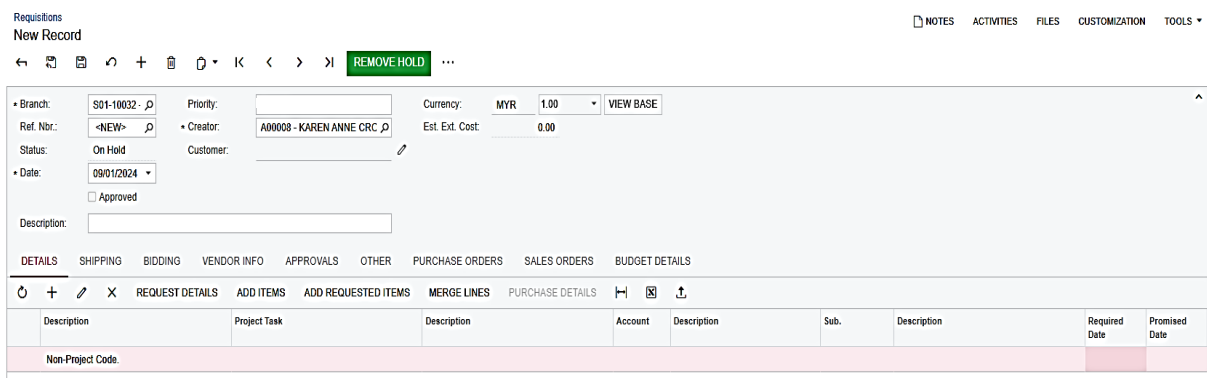 Requisitions
New Record
NOTES ACTIVITIES FILES CUSTOMIZATION TOOLS
REMOVE HOLD ...
* Branch: S01-10032 - Priority: Currency: MYR 1.00 VIEW BASE
Ref. Nbr.: <NEW> * Creator: A00008 - KAREN ANNE CRC Est. Ext. Cost: 0.00
Status: On Hold Customer:
* Date: 09/01/2024
Approved
Description:
DETAILS SHIPPING BIDDING VENDOR INFO APPROVALS OTHER PURCHASE ORDERS SALES ORDERS BUDGET DETAILS
REQUEST DETAILS ADD ITEMS ADD REQUESTED ITEMS MERGE LINES PURCHASE DETAILS
Description Project Task Description Account Description Sub. Description Required Date Promised Date
Non-Project Code.